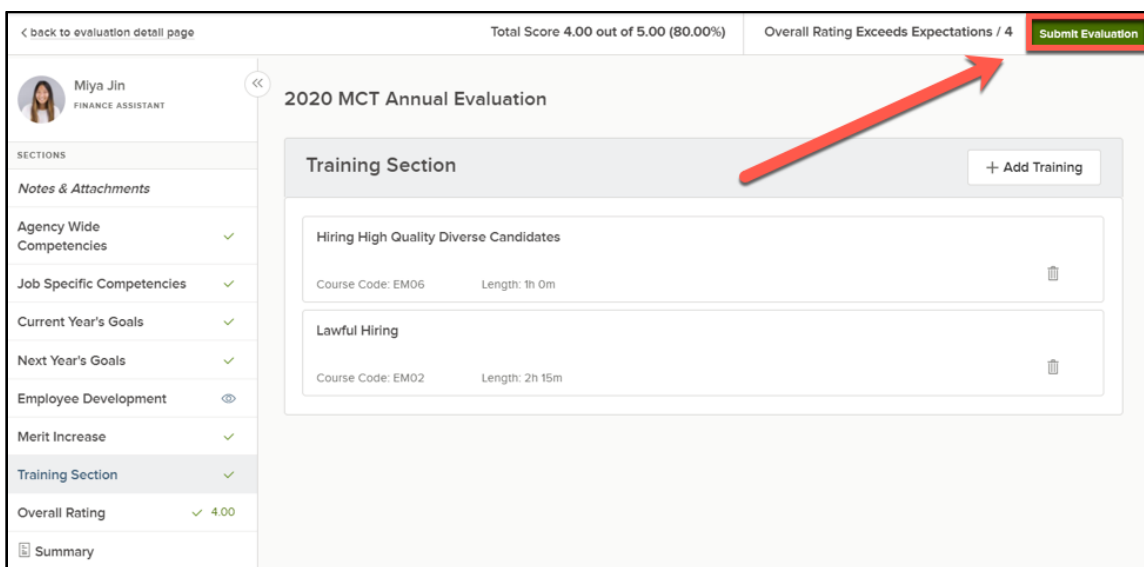 < back to evaluation detail page
Total Score 4.00 out of 5.00 (80.00%)
Overall Rating Exceeds Expectations / 4
Submit Evaluation
Miya Jin
FINANCE ASSISTANT
2020 MCT Annual Evaluation
SECTIONS
Notes & Attachments
Agency Wide
Competencies
Job Specific Competencies
Current Year's Goals
Next Year's Goals
Employee Development
Merit Increase
Training Section
Overall Rating
4.00
Summary
Training Section
+ Add Training
Hiring High Quality Diverse Candidates
Course Code: EM06
Length: 1h 0m
Lawful Hiring
Course Code: EM02
Length: 2h 15m